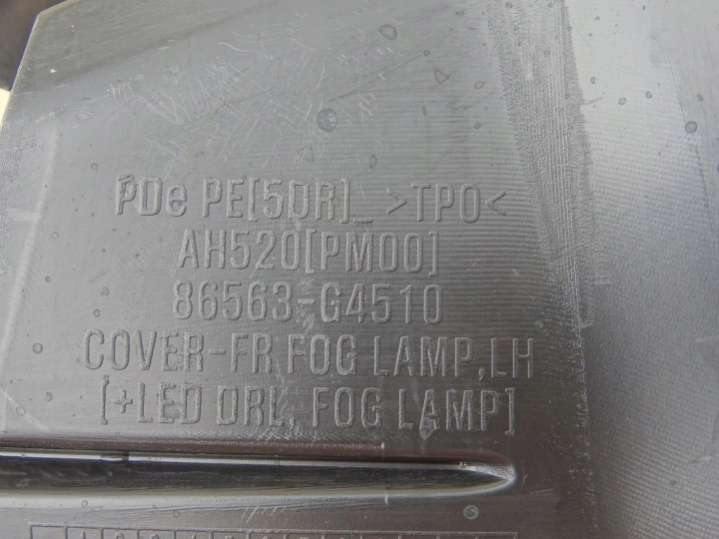 PDe PE[5DR]_ >TPO<
AH520[PM00]
86563-G4510
COVER-FR FOG LAMP,LH
[+LED DRL, FOG LAMP]